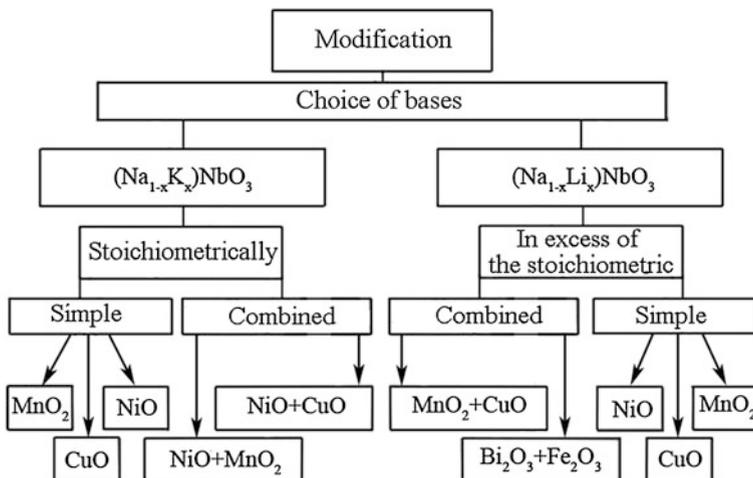 Modification
Choice of bases
(Na₁₋ₓKₓ)NbO₃
(Na₁₋ₓLiₓ)NbO₃
Stoichiometrically
In excess of
the stoichiometric
Simple
Combined
Combined
Simple
MnO₂
NiO
NiO+CuO
MnO₂+CuO
NiO
MnO₂
CuO
NiO+MnO₂
Bi₂O₃+Fe₂O₃
CuO